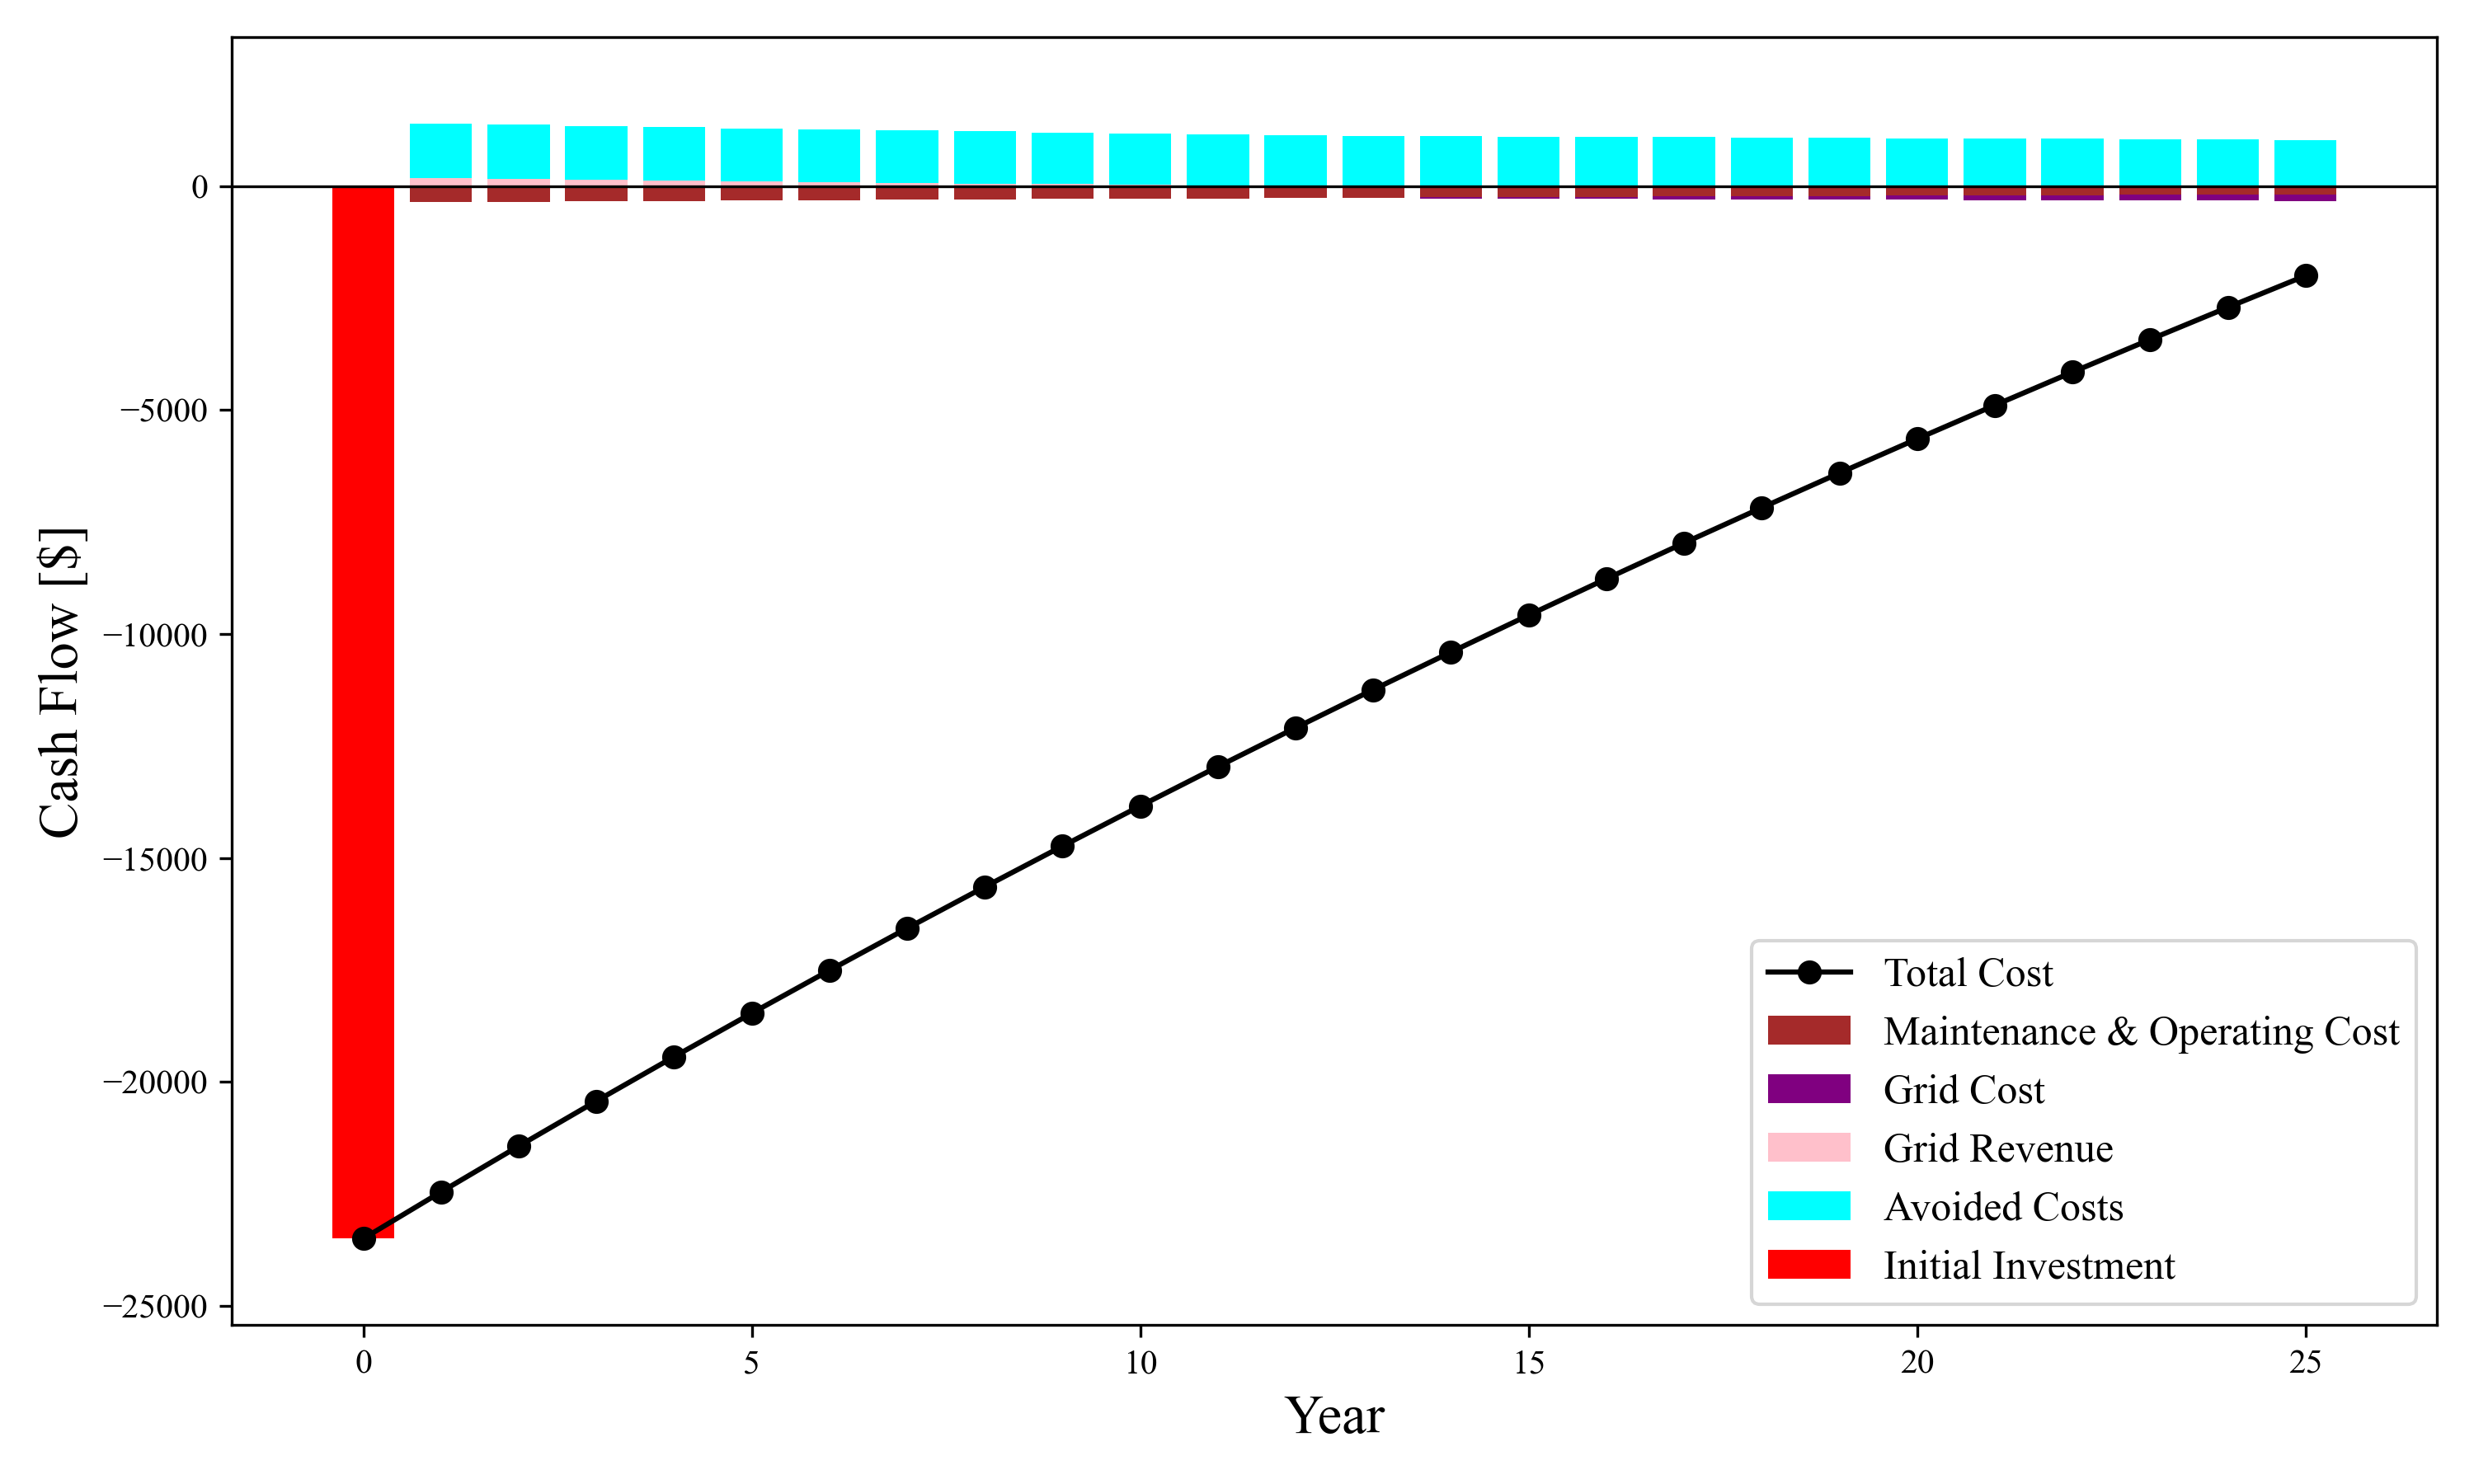 0
−5000
−10000
−15000
−20000
−25000
Cash Flow [$]
0 5 10 15 20 25
Year
Total Cost
Maintenance & Operating Cost
Grid Cost
Grid Revenue
Avoided Costs
Initial Investment